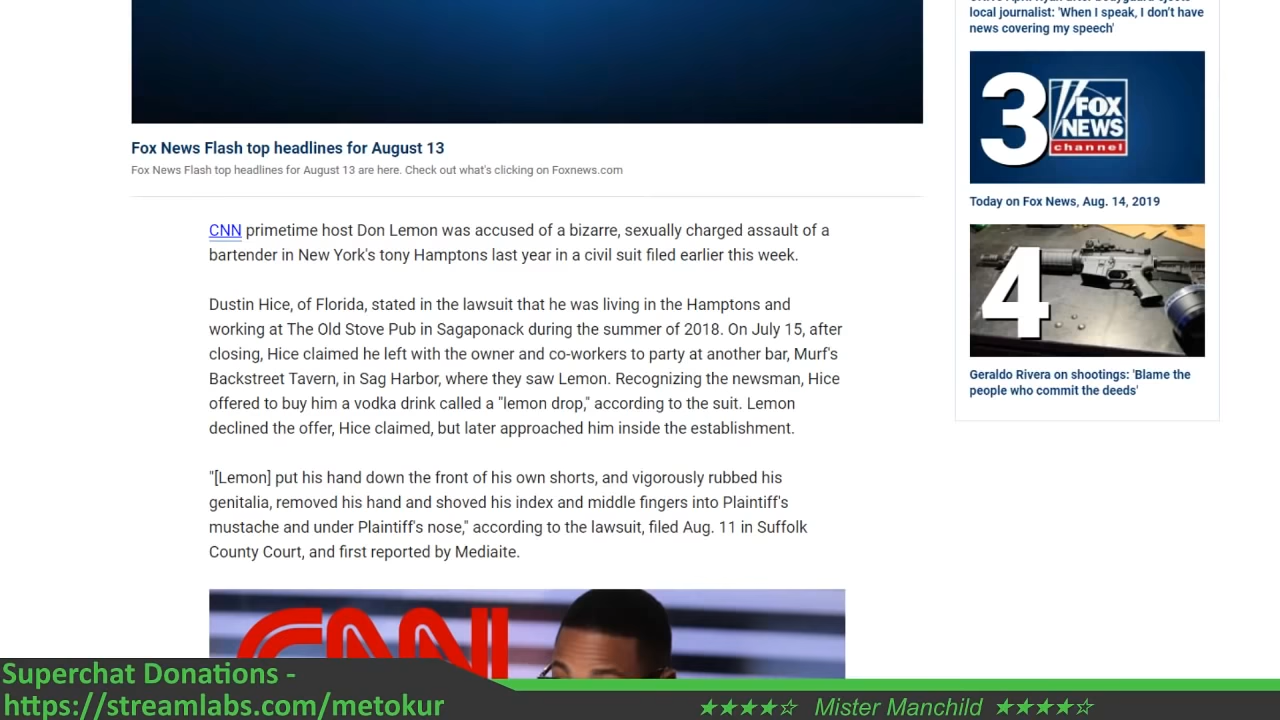 local journalist: 'When I speak, I don't have
news covering my speech'
3
FOX
NEWS
channel
Fox News Flash top headlines for August 13
Fox News Flash top headlines for August 13 are here. Check out what's clicking on Foxnews.com
Today on Fox News, Aug. 14, 2019
CNN primetime host Don Lemon was accused of a bizarre, sexually charged assault of a
bartender in New York's tony Hamptons last year in a civil suit filed earlier this week.
4
Dustin Hice, of Florida, stated in the lawsuit that he was living in the Hamptons and
working at The Old Stove Pub in Sagaponack during the summer of 2018. On July 15, after
closing, Hice claimed he left with the owner and co-workers to party at another bar, Murf's
Backstreet Tavern, in Sag Harbor, where they saw Lemon. Recognizing the newsman, Hice
offered to buy him a vodka drink called a "lemon drop," according to the suit. Lemon
declined the offer, Hice claimed, but later approached him inside the establishment.
Geraldo Rivera on shootings: 'Blame the
people who commit the deeds'
"[Lemon] put his hand down the front of his own shorts, and vigorously rubbed his
genitalia, removed his hand and shoved his index and middle fingers into Plaintiff's
mustache and under Plaintiff's nose," according to the lawsuit, filed Aug. 11 in Suffolk
County Court, and first reported by Mediaite.
CNN
Superchat Donations -
https://streamlabs.com/metokur
★★★★☆ Mister Manchild ★★★★☆